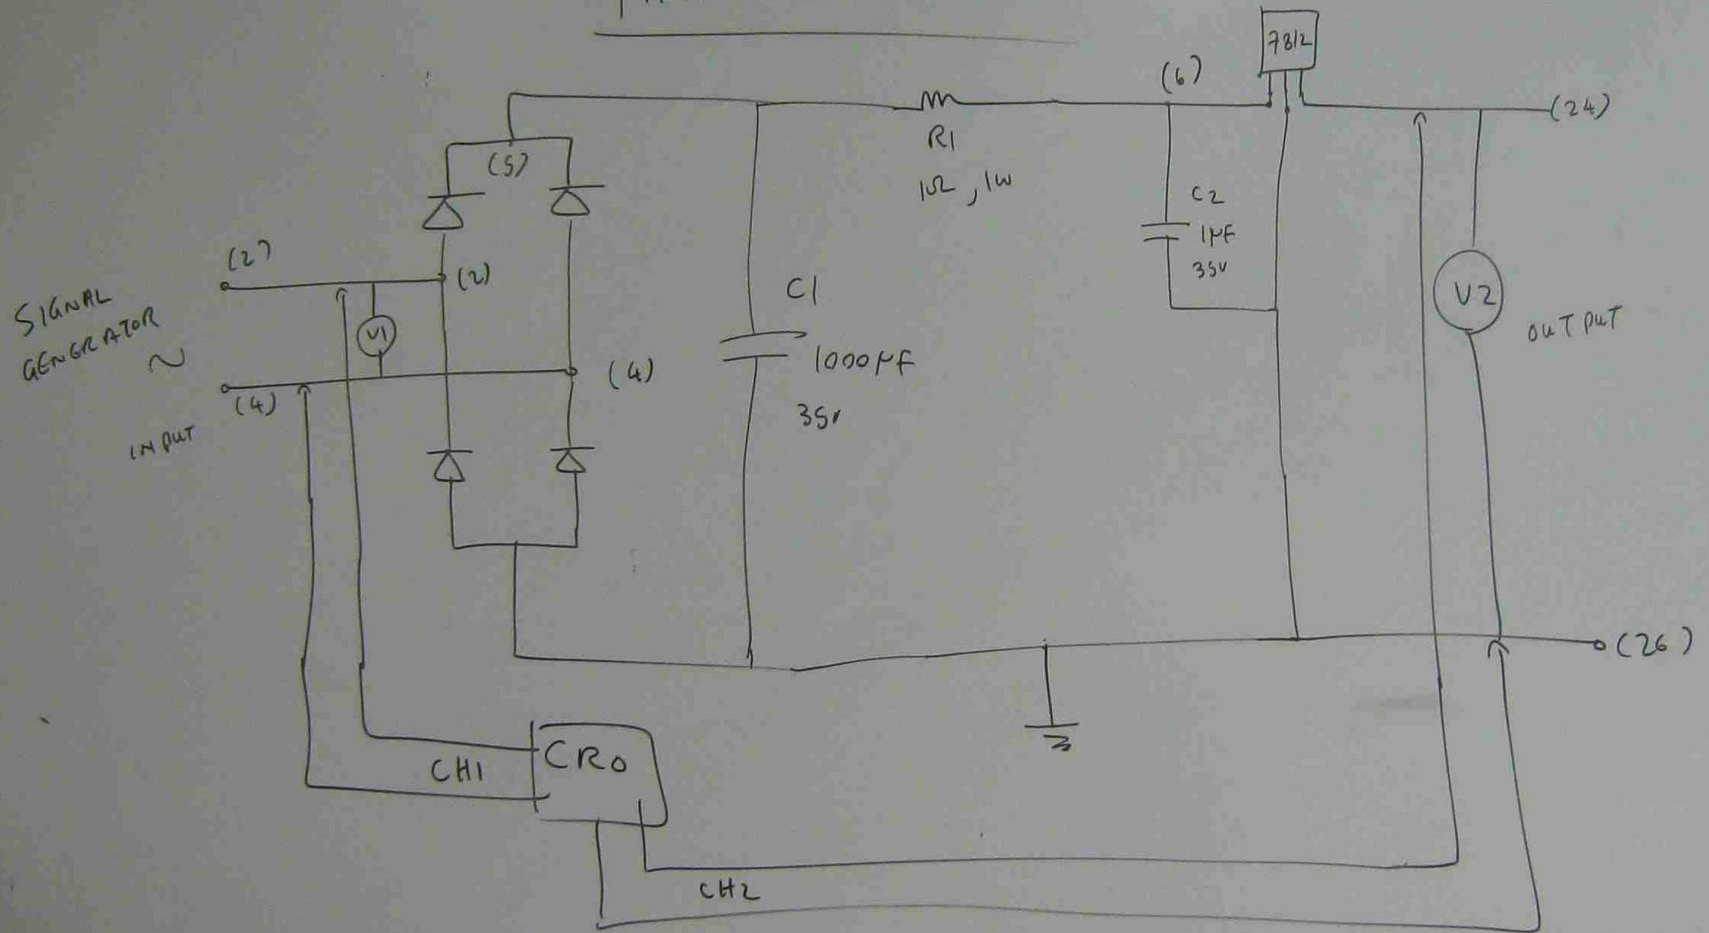 7812
(6)
(24)
(5)
R1
1Ω, 1W
C2
1µF
35V
(2)
(2)
SIGNAL
GENERATOR
~
V1
C1
1000µF
35V
V2
OUTPUT
(4)
(4)
INPUT
(26)
CRO
CH1
CH2